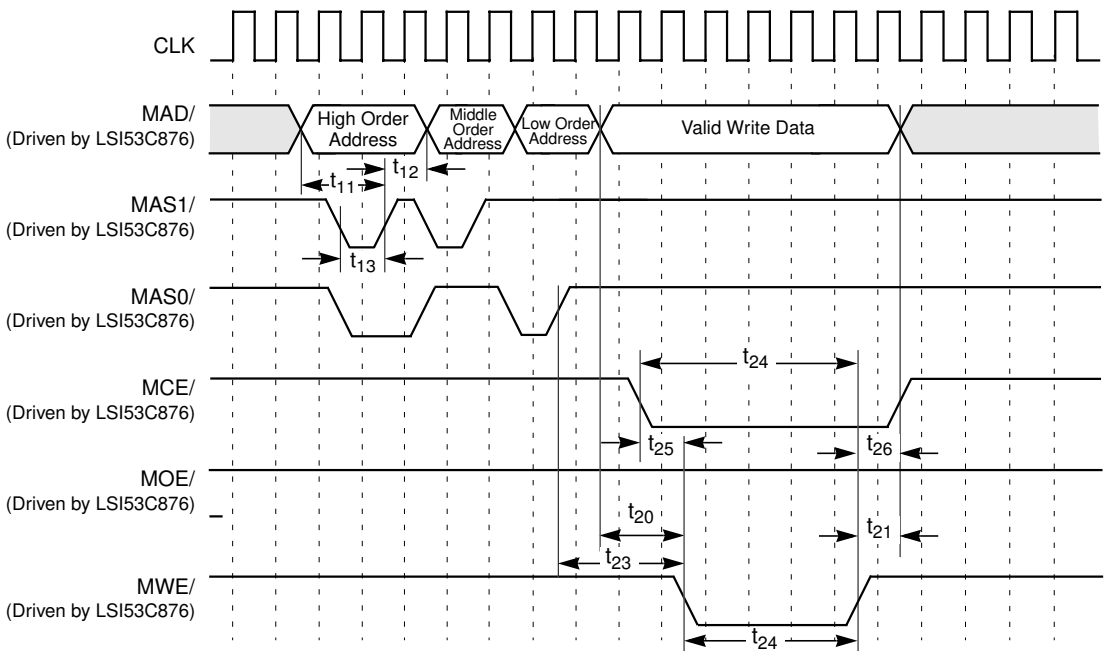 CLK
MAD/
(Driven by LSI53C876)
High Order
Address
Middle
Order
Address
Low Order
Address
Valid Write Data
t11
t12
MAS1/
(Driven by LSI53C876)
t13
MAS0/
(Driven by LSI53C876)
t24
MCE/
(Driven by LSI53C876)
t25
t26
MOE/
(Driven by LSI53C876)
t20
t21
t23
MWE/
(Driven by LSI53C876)
t24